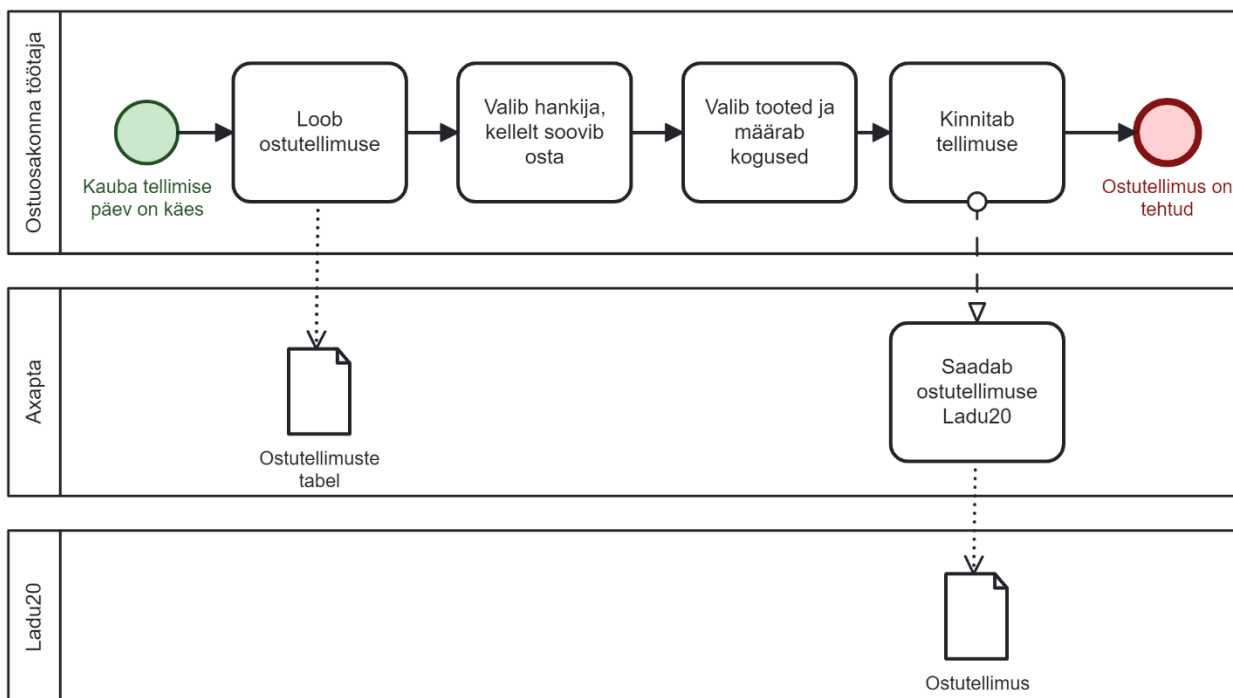 Ostuosakonna töötaja
Kauba tellimise
päev on käes
Loob
ostutellimuse
Valib hankija,
kellelt soovib
osta
Valib tooted ja
määrab
kogused
Kinnitab
tellimuse
Ostutellimus on
tehtud
Axapta
Ostutellimuste
tabel
Saadab
ostutellimuse
Ladu20
Ladu20
Ostutellimus